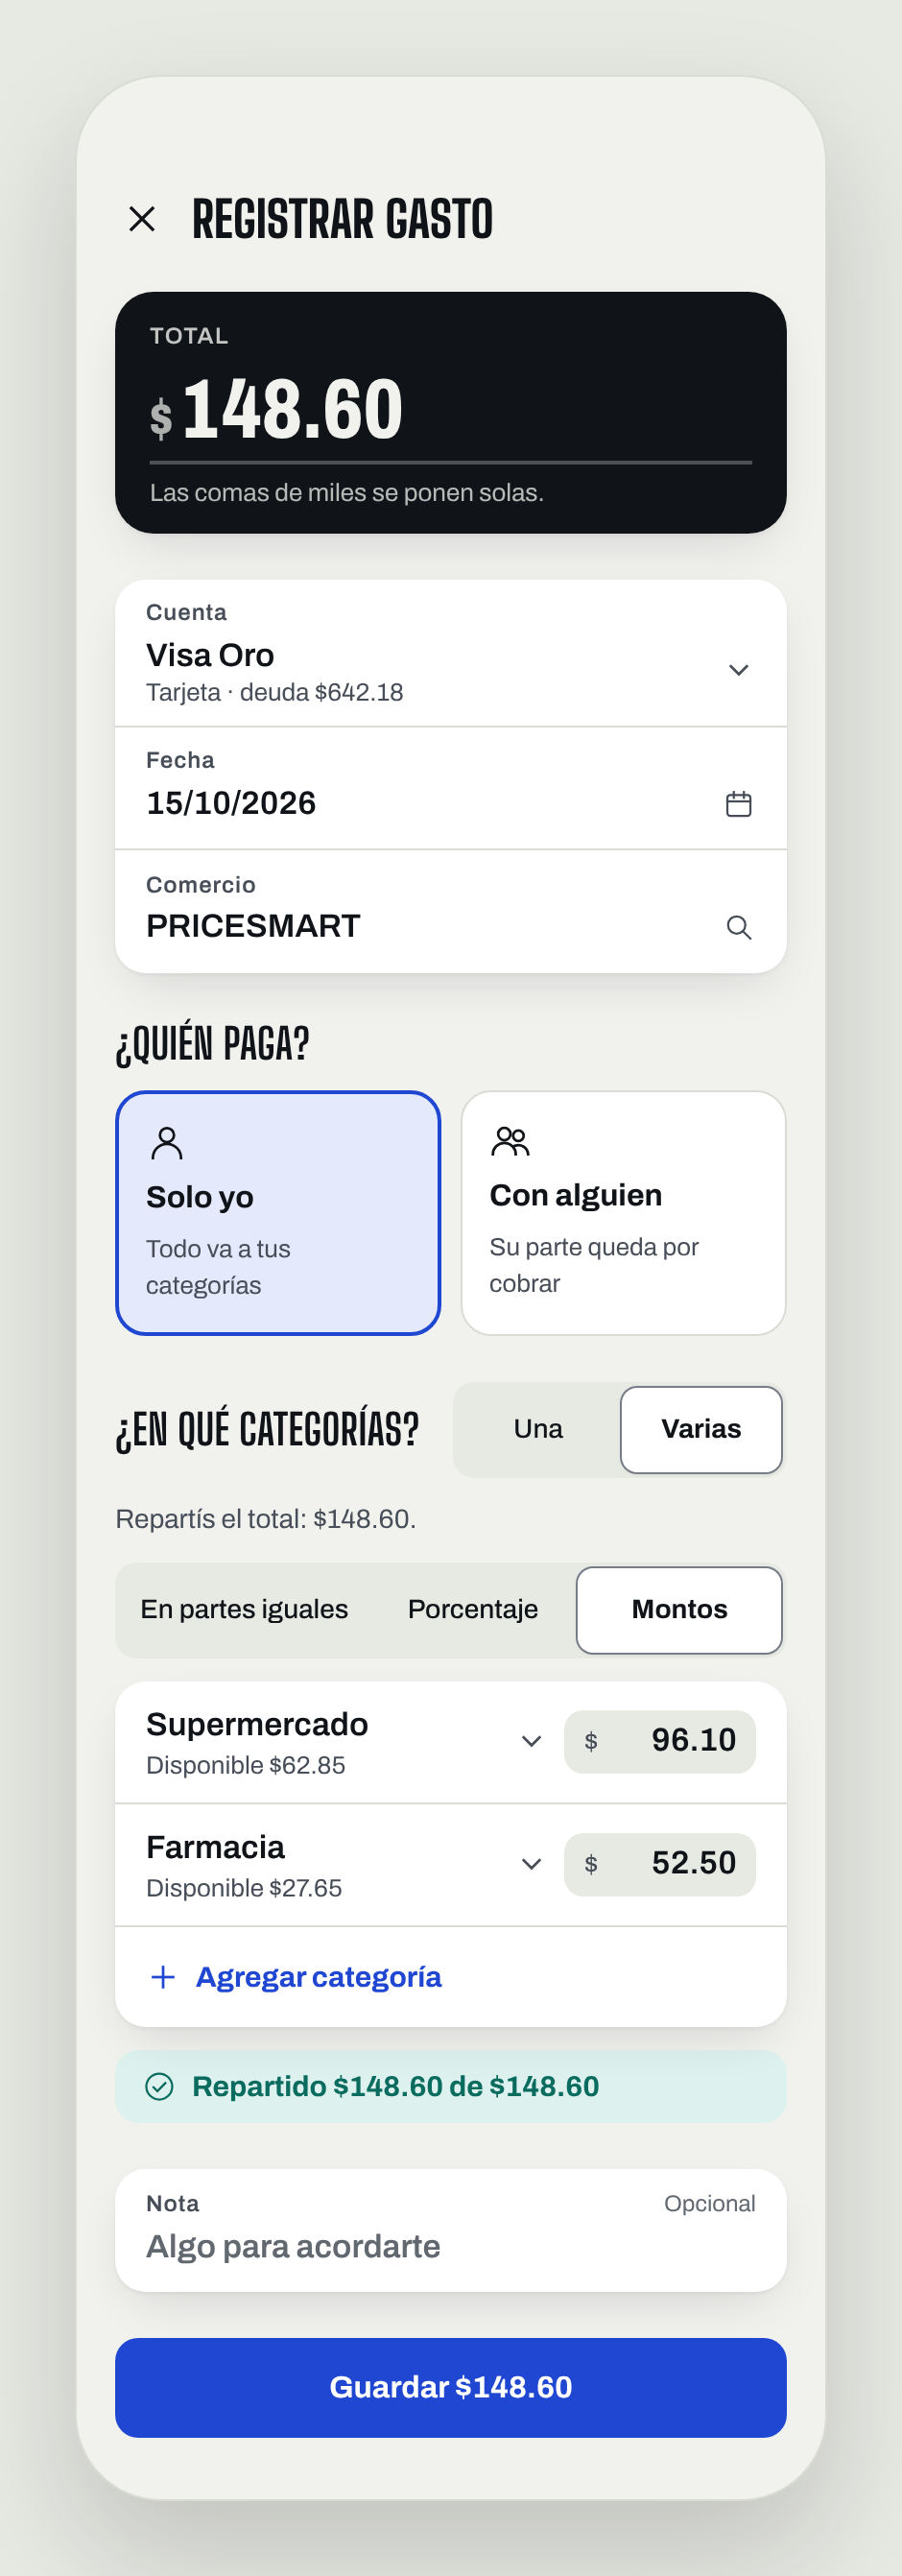 REGISTRAR GASTO
TOTAL
$ 148.60
Las comas de miles se ponen solas.
Cuenta
Visa Oro
Tarjeta · deuda $642.18
Fecha
15/10/2026
Comercio
PRICESMART
¿QUIÉN PAGA?
Solo yo
Todo va a tus
categorías
Con alguien
Su parte queda por
cobrar
¿EN QUÉ CATEGORÍAS?
Una
Varias
Repartís el total: $148.60.
En partes iguales
Porcentaje
Montos
Supermercado
Disponible $62.85
$ 96.10
Farmacia
Disponible $27.65
$ 52.50
Agregar categoría
Repartido $148.60 de $148.60
Nota
Opcional
Algo para acordarte
Guardar $148.60